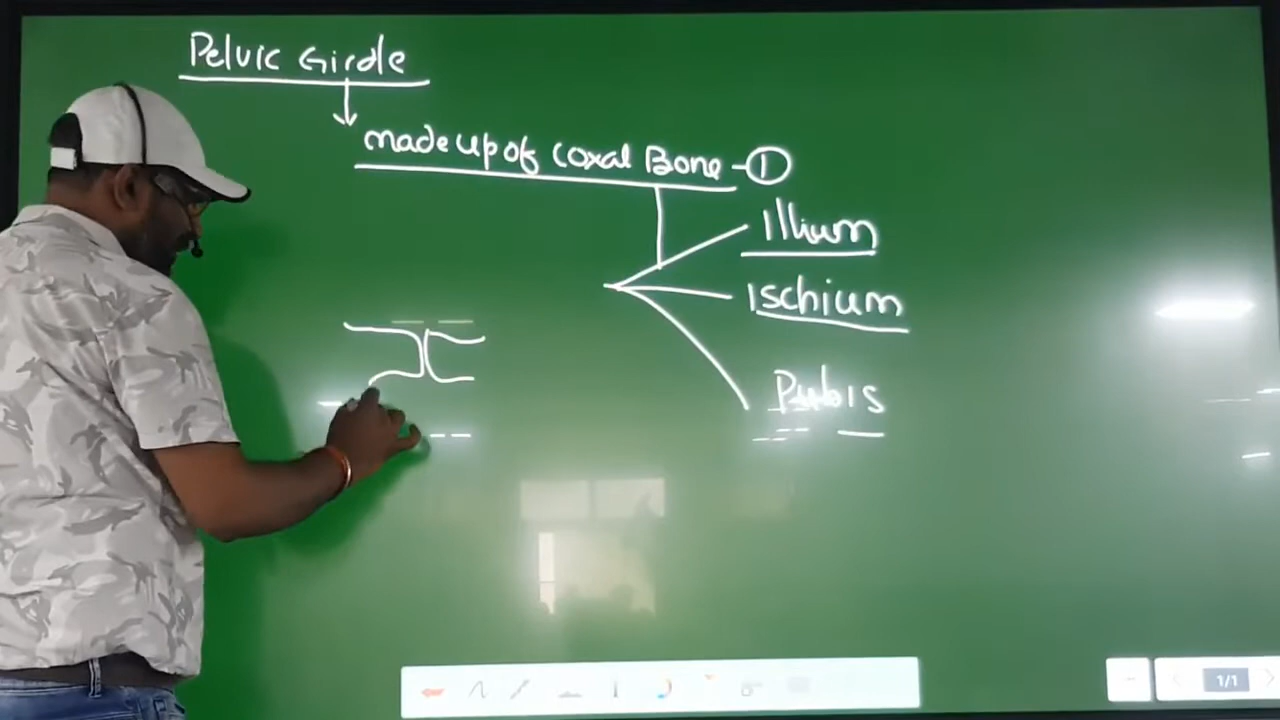 Pelvic Girdle
made up of Coxal Bone - ①
Illium
Ischium
Pubis
1/1